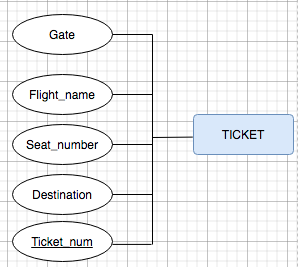 Gate
Flight_name
TICKET
Seat_number
Destination
Ticket_num